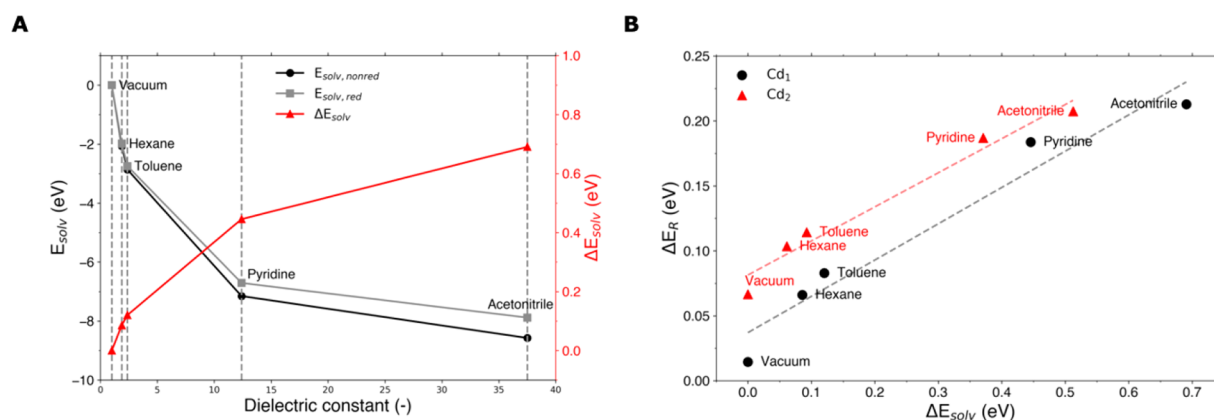 A
E_solv (eV)
0
−2
−4
−6
−8
−10
Vacuum
Hexane
Toluene
Pyridine
Acetonitrile
E_solv, nonred
E_solv, red
ΔE_solv
1.0
0.8
0.6
0.4
0.2
0.0
ΔE_solv (eV)
0 5 10 15 20 25 30 35 40
Dielectric constant (-)
B
ΔE_R (eV)
0.25
0.20
0.15
0.10
0.05
0.00
Cd₁
Cd₂
Acetonitrile Acetonitrile
Pyridine Pyridine
Toluene
Hexane
Toluene
Vacuum
Hexane
Vacuum
0.0 0.1 0.2 0.3 0.4 0.5 0.6 0.7
ΔE_solv (eV)